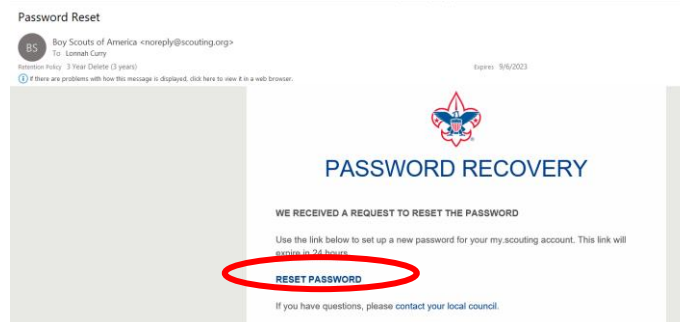 Password Reset
BS
Boy Scouts of America <noreply@scouting.org>
To Lonnah Curry
Retention Policy 3 Year Delete (3 years)
Expires 9/6/2023
If there are problems with how this message is displayed, click here to view it in a web browser.
PASSWORD RECOVERY
WE RECEIVED A REQUEST TO RESET THE PASSWORD
Use the link below to set up a new password for your my.scouting account. This link will
expire in 24 hours.
RESET PASSWORD
If you have questions, please contact your local council.